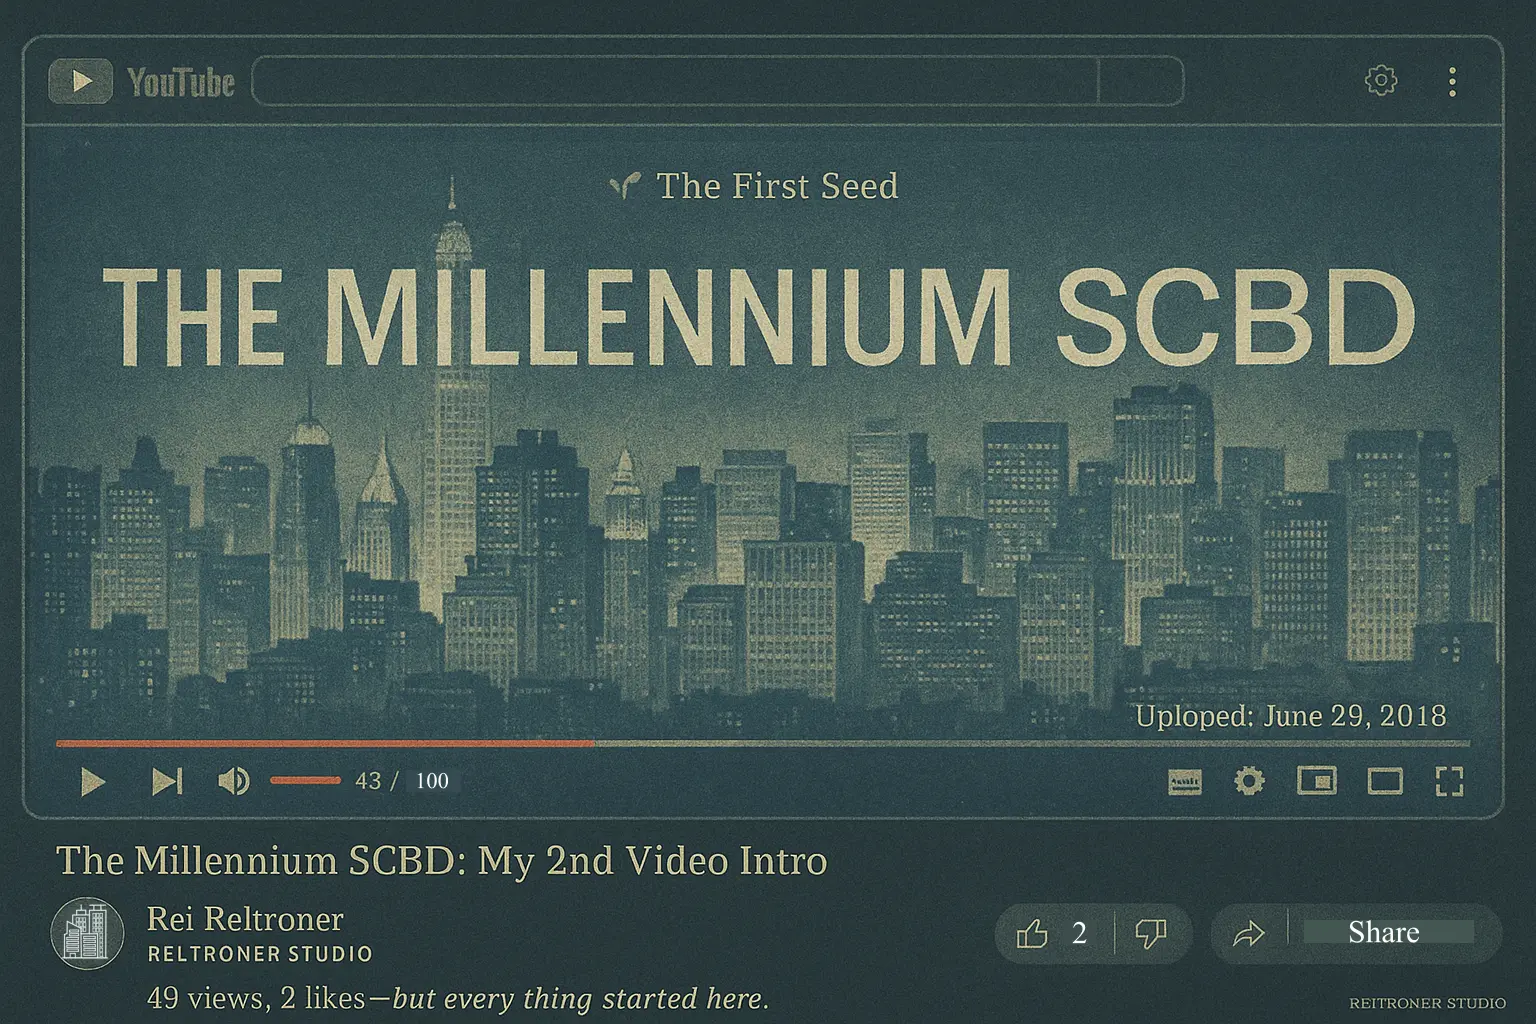 YouTube
The First Seed
THE MILLENNIUM SCBD
Uploped: June 29, 2018
43 / 100
The Millennium SCBD: My 2nd Video Intro
Rei Reltroner
RELTRONER STUDIO
2
Share
49 views, 2 likes—but every thing started here.
REITRONER STUDIO